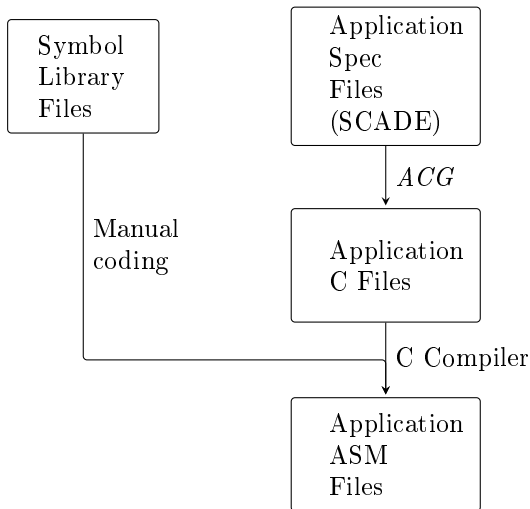 Symbol
Library
Files
Application
Spec
Files
(SCADE)
ACG
Manual
coding
Application
C Files
C Compiler
Application
ASM
Files